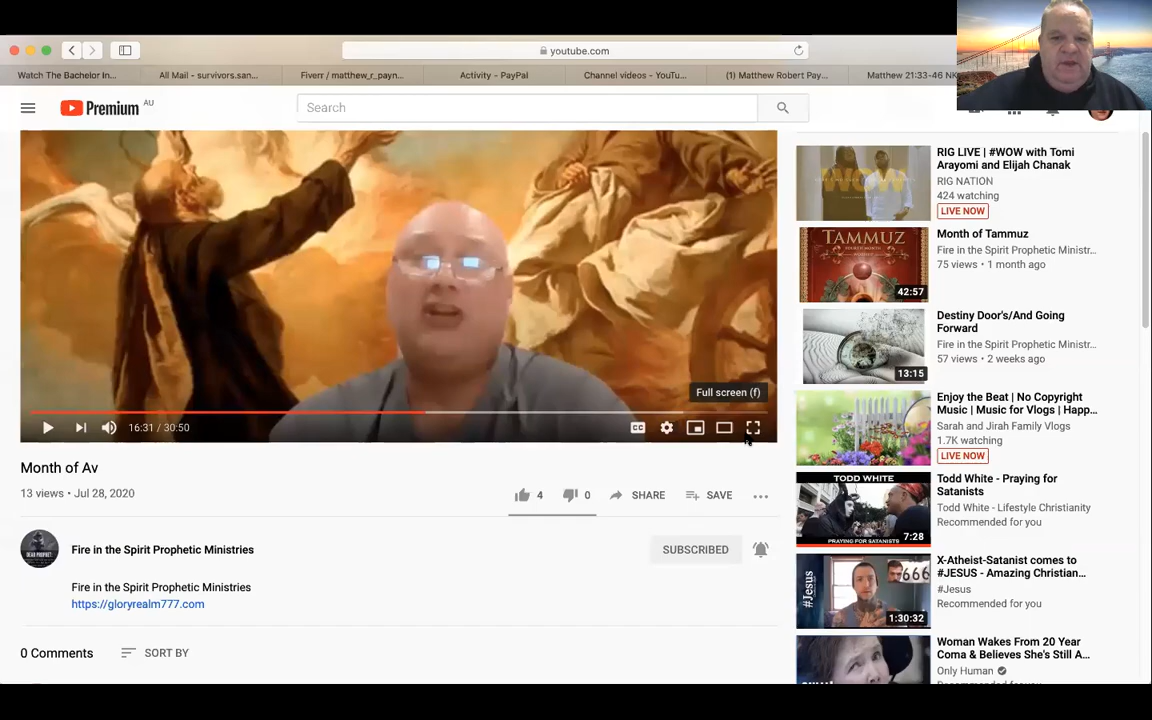 youtube.com
Watch The Bachelor In...
All Mail - survivors.san...
Fiverr / matthew_r_payn...
Activity - PayPal
Channel videos - YouTu...
(1) Matthew Robert Pay...
Matthew 21:33-46 NK
Premium AU
Search
Full screen (f)
16:31 / 30:50
CC
Month of Av
13 views • Jul 28, 2020
4
0
SHARE
SAVE
Fire in the Spirit Prophetic Ministries
SUBSCRIBED
Fire in the Spirit Prophetic Ministries
https://gloryrealm777.com
0 Comments
SORT BY
WOW
RIG LIVE | #WOW with Tomi
Arayomi and Elijah Chanak
RIG NATION
424 watching
LIVE NOW
TAMMUZ
42:57
Month of Tammuz
Fire in the Spirit Prophetic Ministr...
75 views • 1 month ago
13:15
Destiny Door's/And Going
Forward
Fire in the Spirit Prophetic Ministr...
57 views • 2 weeks ago
Enjoy the Beat | No Copyright
Music | Music for Vlogs | Happ...
Sarah and Jirah Family Vlogs
1.7K watching
LIVE NOW
TODD WHITE
PRAYING FOR SATANISTS
7:28
Todd White - Praying for
Satanists
Todd White - Lifestyle Christianity
Recommended for you
#Jesus
666
1:30:32
X-Atheist-Satanist comes to
#JESUS - Amazing Christian...
#Jesus
Recommended for you
Woman Wakes From 20 Year
Coma & Believes She's Still A...
Only Human